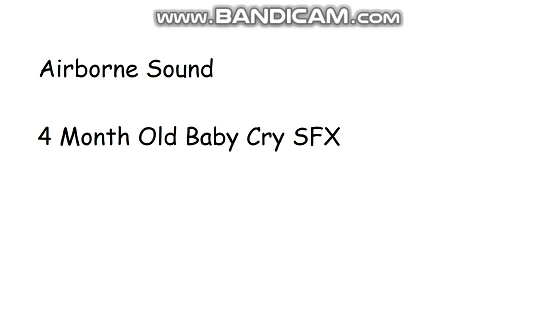 www.BANDICAM.com
Airborne Sound
4 Month Old Baby Cry SFX